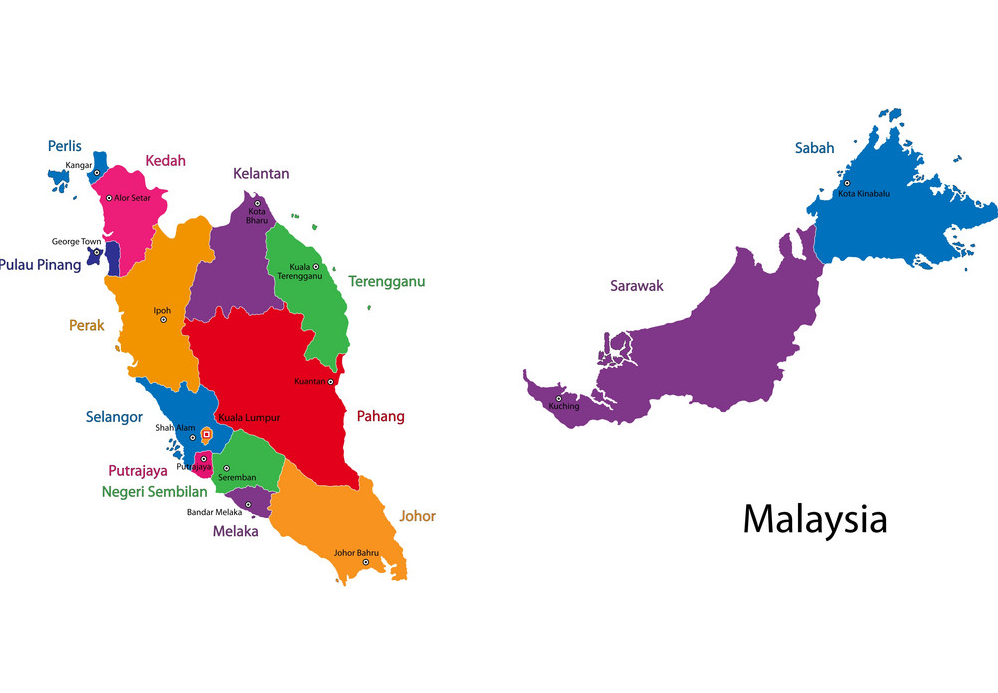 Perlis
Kangar
Kedah
Alor Setar
Kelantan
Kota
Bharu
George Town
Pulau Pinang
Kuala
Terengganu
Terengganu
Ipoh
Perak
Kuantan
Pahang
Selangor
Kuala Lumpur
Shah Alam
Putrajaya
Putrajaya
Seremban
Negeri Sembilan
Bandar Melaka
Melaka
Johor
Johor Bahru
Sabah
Kota Kinabalu
Sarawak
Kuching
Malaysia